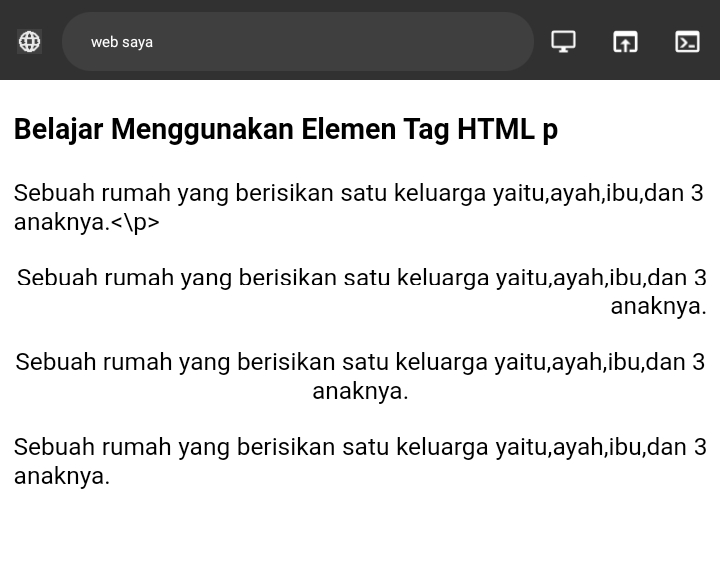 web saya
Belajar Menggunakan Elemen Tag HTML p
Sebuah rumah yang berisikan satu keluarga yaitu,ayah,ibu,dan 3
anaknya.<\p>
Sebuah rumah yang berisikan satu keluarga yaitu,ayah,ibu,dan 3
anaknya.
Sebuah rumah yang berisikan satu keluarga yaitu,ayah,ibu,dan 3
anaknya.
Sebuah rumah yang berisikan satu keluarga yaitu,ayah,ibu,dan 3
anaknya.